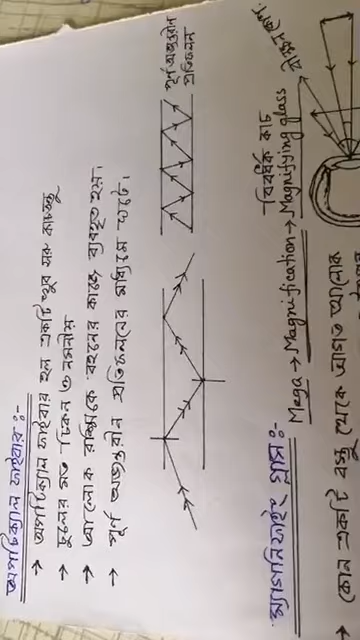 অপটিক্যাল ফাইবার :-
→ অপটিক্যাল ফাইবার হল একটি খুব সরু কাচতন্তু
→ চুলের মত চিকন ও নমনীয়
→ আলোক রশ্মিকে বহনের কাজে ব্যবহৃত হয়।
→ পূর্ণ অভ্যন্তরীন প্রতিফলনের মাধ্যমে ঘটে।
পূর্ণ অভ্যন্তরীন
প্রতিফলন
ম্যাগনিফাইং গ্লাস :-
Mega → Magnification → Magnifying glass
বিবর্ধক কাচ
কোন একটি বস্তু থেকে আগত আলোক